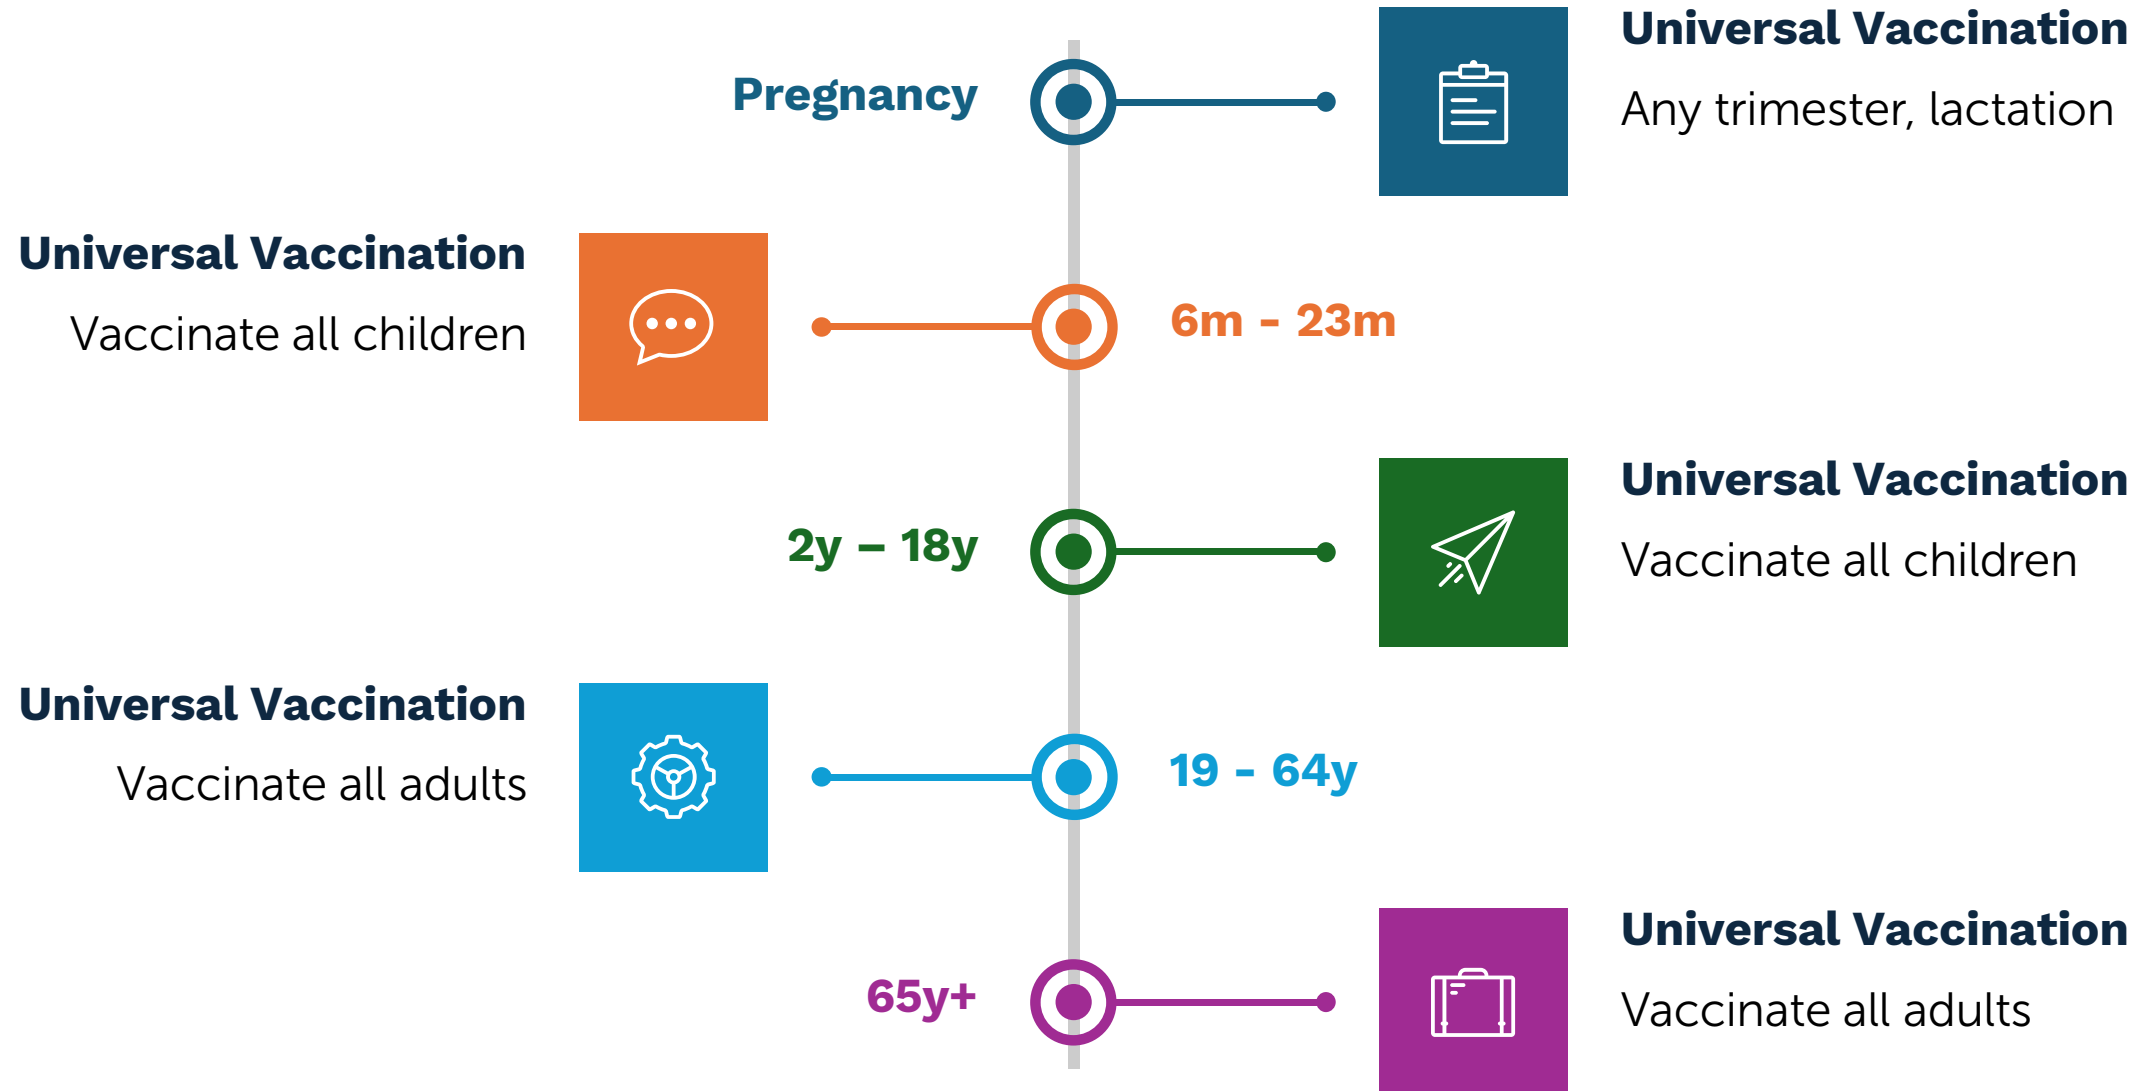 Pregnancy
Universal Vaccination
Any trimester, lactation
Universal Vaccination
Vaccinate all children
6m - 23m
2y – 18y
Universal Vaccination
Vaccinate all children
Universal Vaccination
Vaccinate all adults
19 - 64y
65y+
Universal Vaccination
Vaccinate all adults